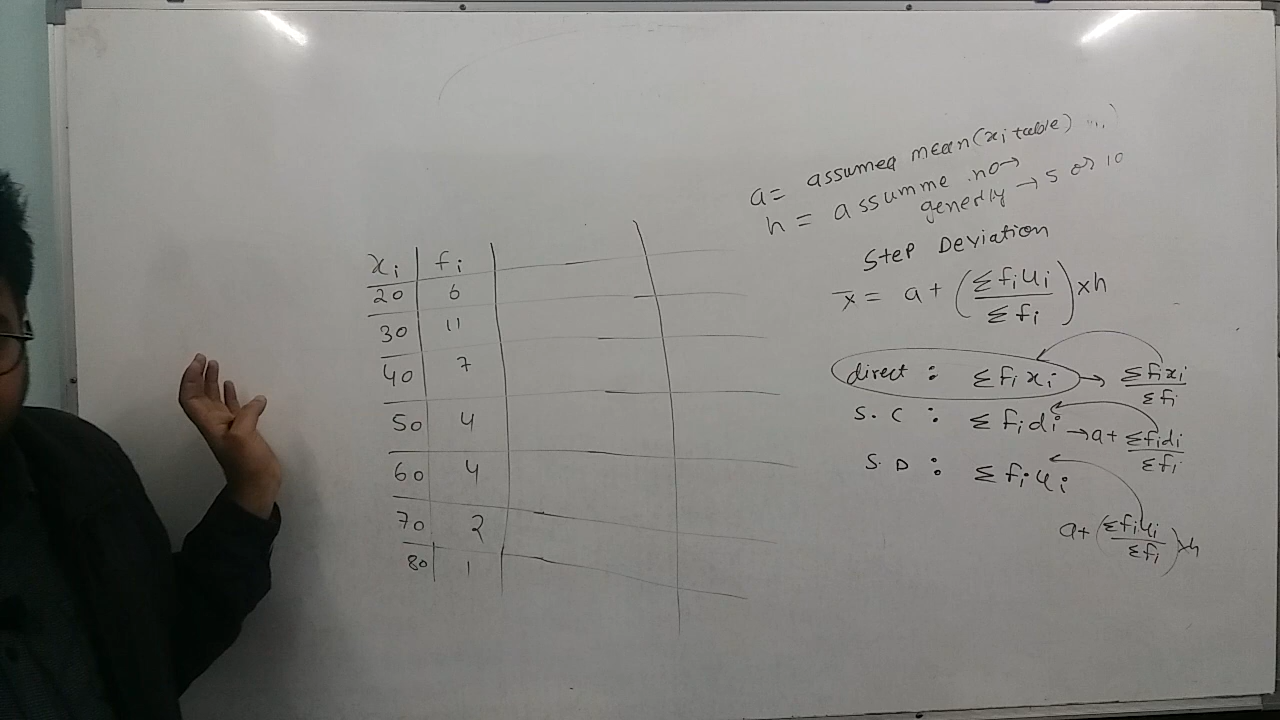 a = assumed mean (xi table)
h = assumme no →
generlly → 5 or 10
Step Deviation
x̄ = a + (Σfiui / Σfi) × h
direct : Σfixi → Σfixi / Σfi
S.C : Σfidi → a + Σfidi / Σfi
S.D : Σfiui
a + (Σfiui / Σfi) × h
xi fi
20 6
30 11
40 7
50 4
60 4
70 2
80 1